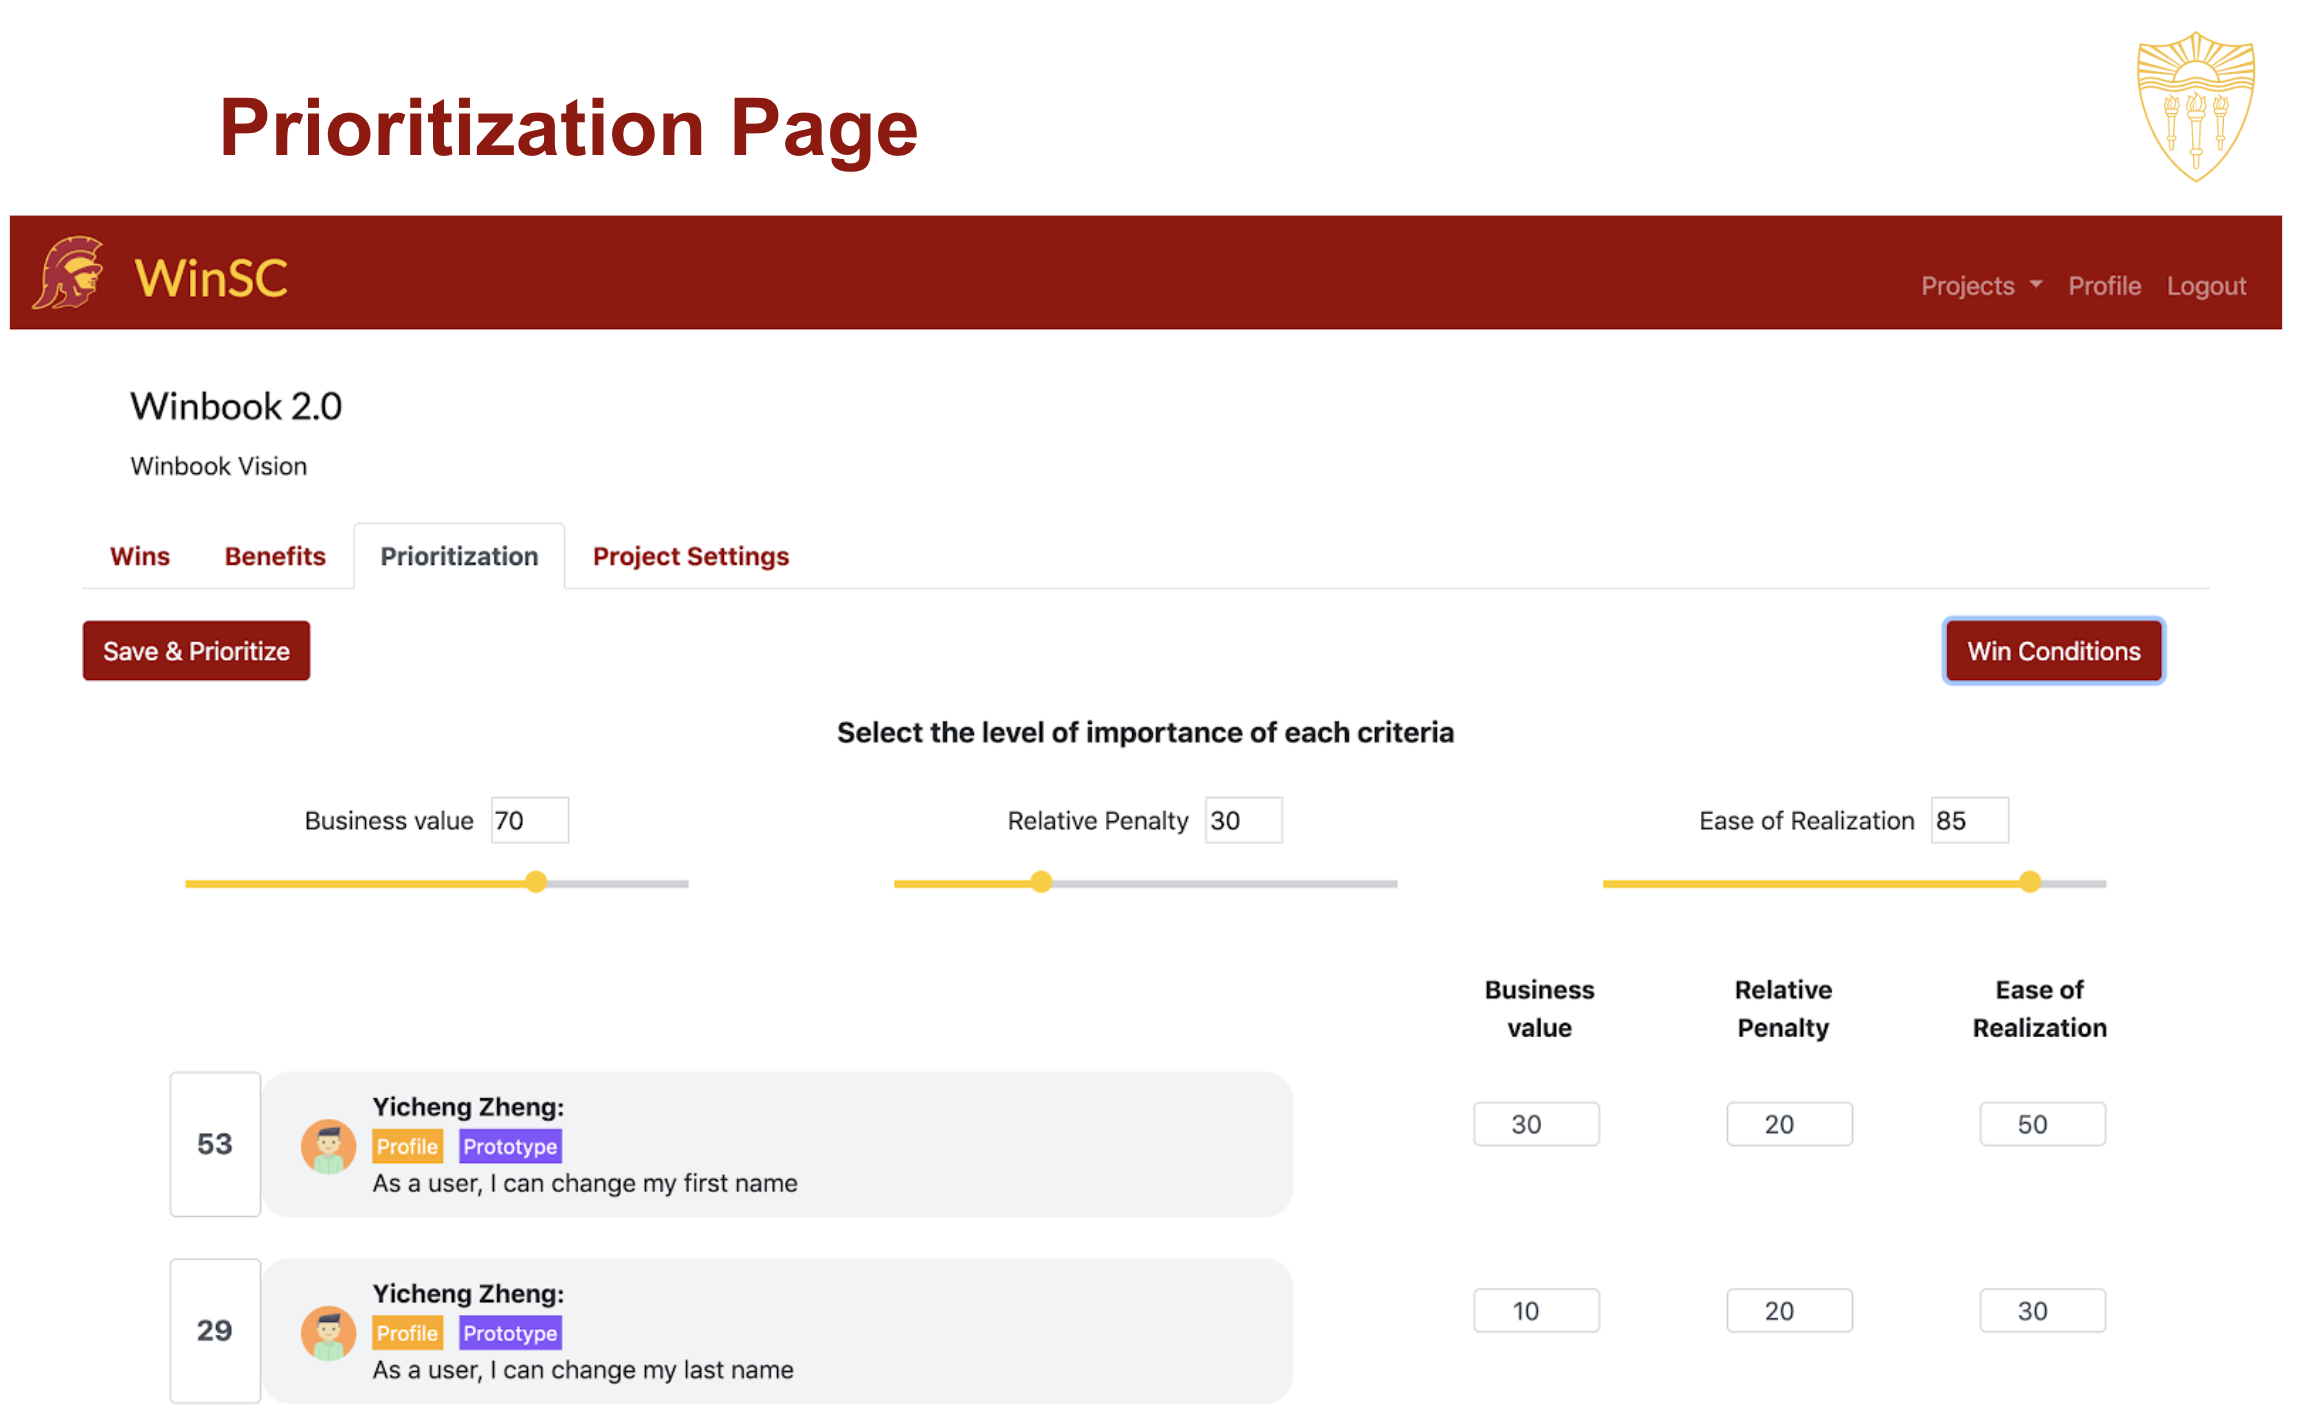 Prioritization Page
WinSC
Projects Profile Logout
Winbook 2.0
Winbook Vision
Wins Benefits Prioritization Project Settings
Save & Prioritize Win Conditions
Select the level of importance of each criteria
Business value 70 Relative Penalty 30 Ease of Realization 85
Business Relative Ease of
value Penalty Realization
Yicheng Zheng:
53 Profile Prototype 30 20 50
As a user, I can change my first name
Yicheng Zheng:
29 Profile Prototype 10 20 30
As a user, I can change my last name